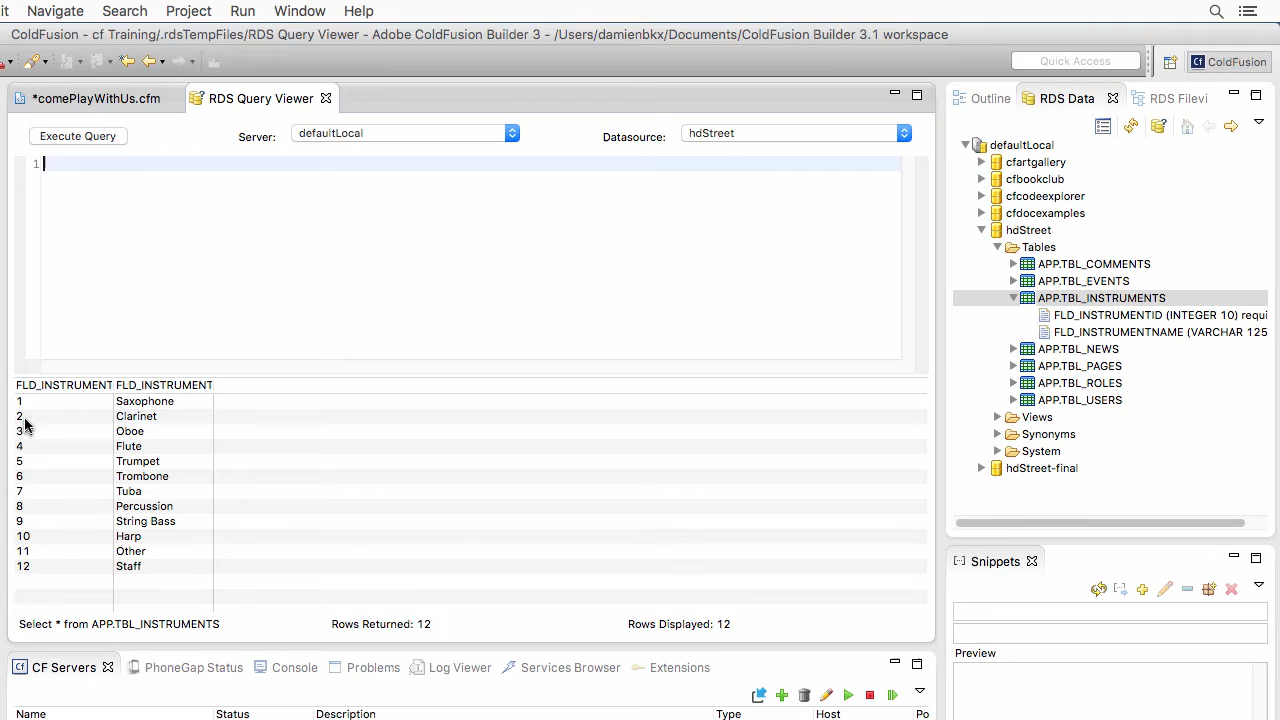 it Window Search Project Run Window Help
ColdFusion - cf Training/.rdsTempFiles/RDS Query Viewer - Adobe ColdFusion Builder 3 - /Users/damienbkx/Documents/ColdFusion Builder 3.1 workspace
Quick Access
ColdFusion
*comePlayWithUs.cfm
RDS Query Viewer
Execute Query
Server:
defaultLocal
Datasource:
hdStreet
1
FLD_INSTRUMENT FLD_INSTRUMENT
1 Saxophone
2 Clarinet
3 Oboe
4 Flute
5 Trumpet
6 Trombone
7 Tuba
8 Percussion
9 String Bass
10 Harp
11 Other
12 Staff
Select * from APP.TBL_INSTRUMENTS
Rows Returned: 12
Rows Displayed: 12
Outline
RDS Data
RDS Filevi
defaultLocal
cfartgallery
cfbookclub
cfcodeexplorer
cfdocexamples
hdStreet
Tables
APP.TBL_COMMENTS
APP.TBL_EVENTS
APP.TBL_INSTRUMENTS
FLD_INSTRUMENTID (INTEGER 10) requi
FLD_INSTRUMENTNAME (VARCHAR 125
APP.TBL_NEWS
APP.TBL_PAGES
APP.TBL_ROLES
APP.TBL_USERS
Views
Synonyms
System
hdStreet-final
Snippets
Preview
CF Servers
PhoneGap Status
Console
Problems
Log Viewer
Services Browser
Extensions
Name Status Description Type Host Po